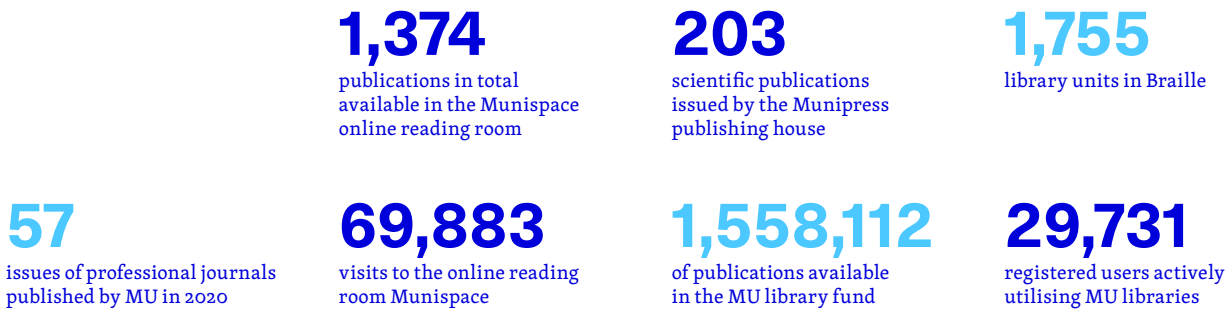 1,374
publications in total
available in the Munispace
online reading room
203
scientific publications
issued by the Munipress
publishing house
1,755
library units in Braille
57
issues of professional journals
published by MU in 2020
69,883
visits to the online reading
room Munispace
1,558,112
of publications available
in the MU library fund
29,731
registered users actively
utilising MU libraries